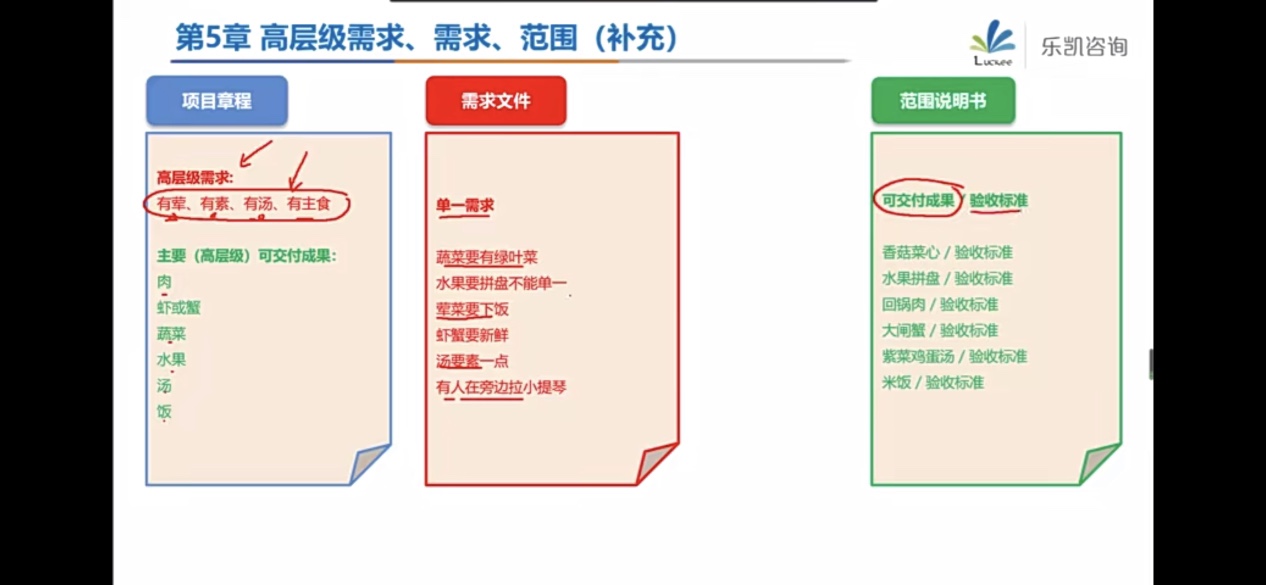 第5章 高层级需求、需求、范围（补充）
Luckee
乐凯咨询
项目章程
高层级需求:
有荤、有素、有汤、有主食
主要（高层级）可交付成果：
肉
虾或蟹
蔬菜
水果
汤
饭
需求文件
单一需求
蔬菜要有绿叶菜
水果要拼盘不能单一
荤菜要下饭
虾蟹要新鲜
汤要素一点
有人在旁边拉小提琴
范围说明书
可交付成果 / 验收标准
香菇菜心 / 验收标准
水果拼盘 / 验收标准
回锅肉 / 验收标准
大闸蟹 / 验收标准
紫菜鸡蛋汤 / 验收标准
米饭 / 验收标准